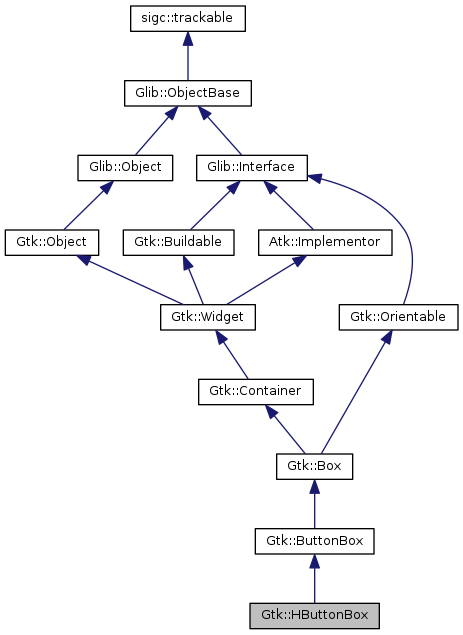 sigc::trackable
Glib::ObjectBase
Glib::Object
Glib::Interface
Gtk::Object
Gtk::Buildable
Atk::Implementor
Gtk::Widget
Gtk::Orientable
Gtk::Container
Gtk::Box
Gtk::ButtonBox
Gtk::HButtonBox